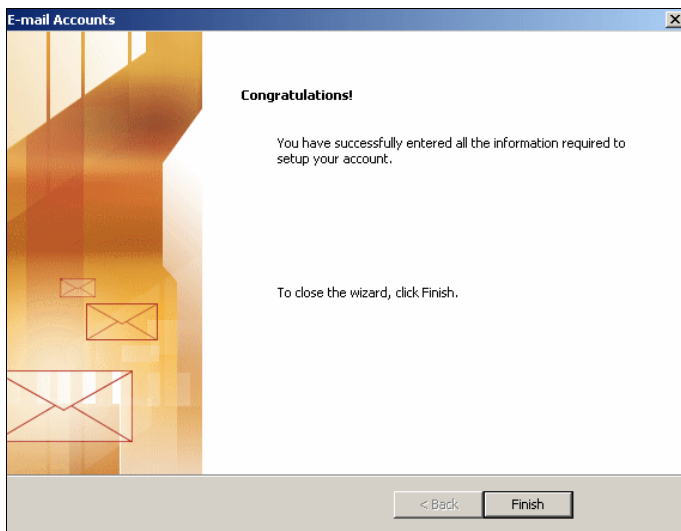 E-mail Accounts
Congratulations!
You have successfully entered all the information required to
setup your account.
To close the wizard, click Finish.
< Back
Finish